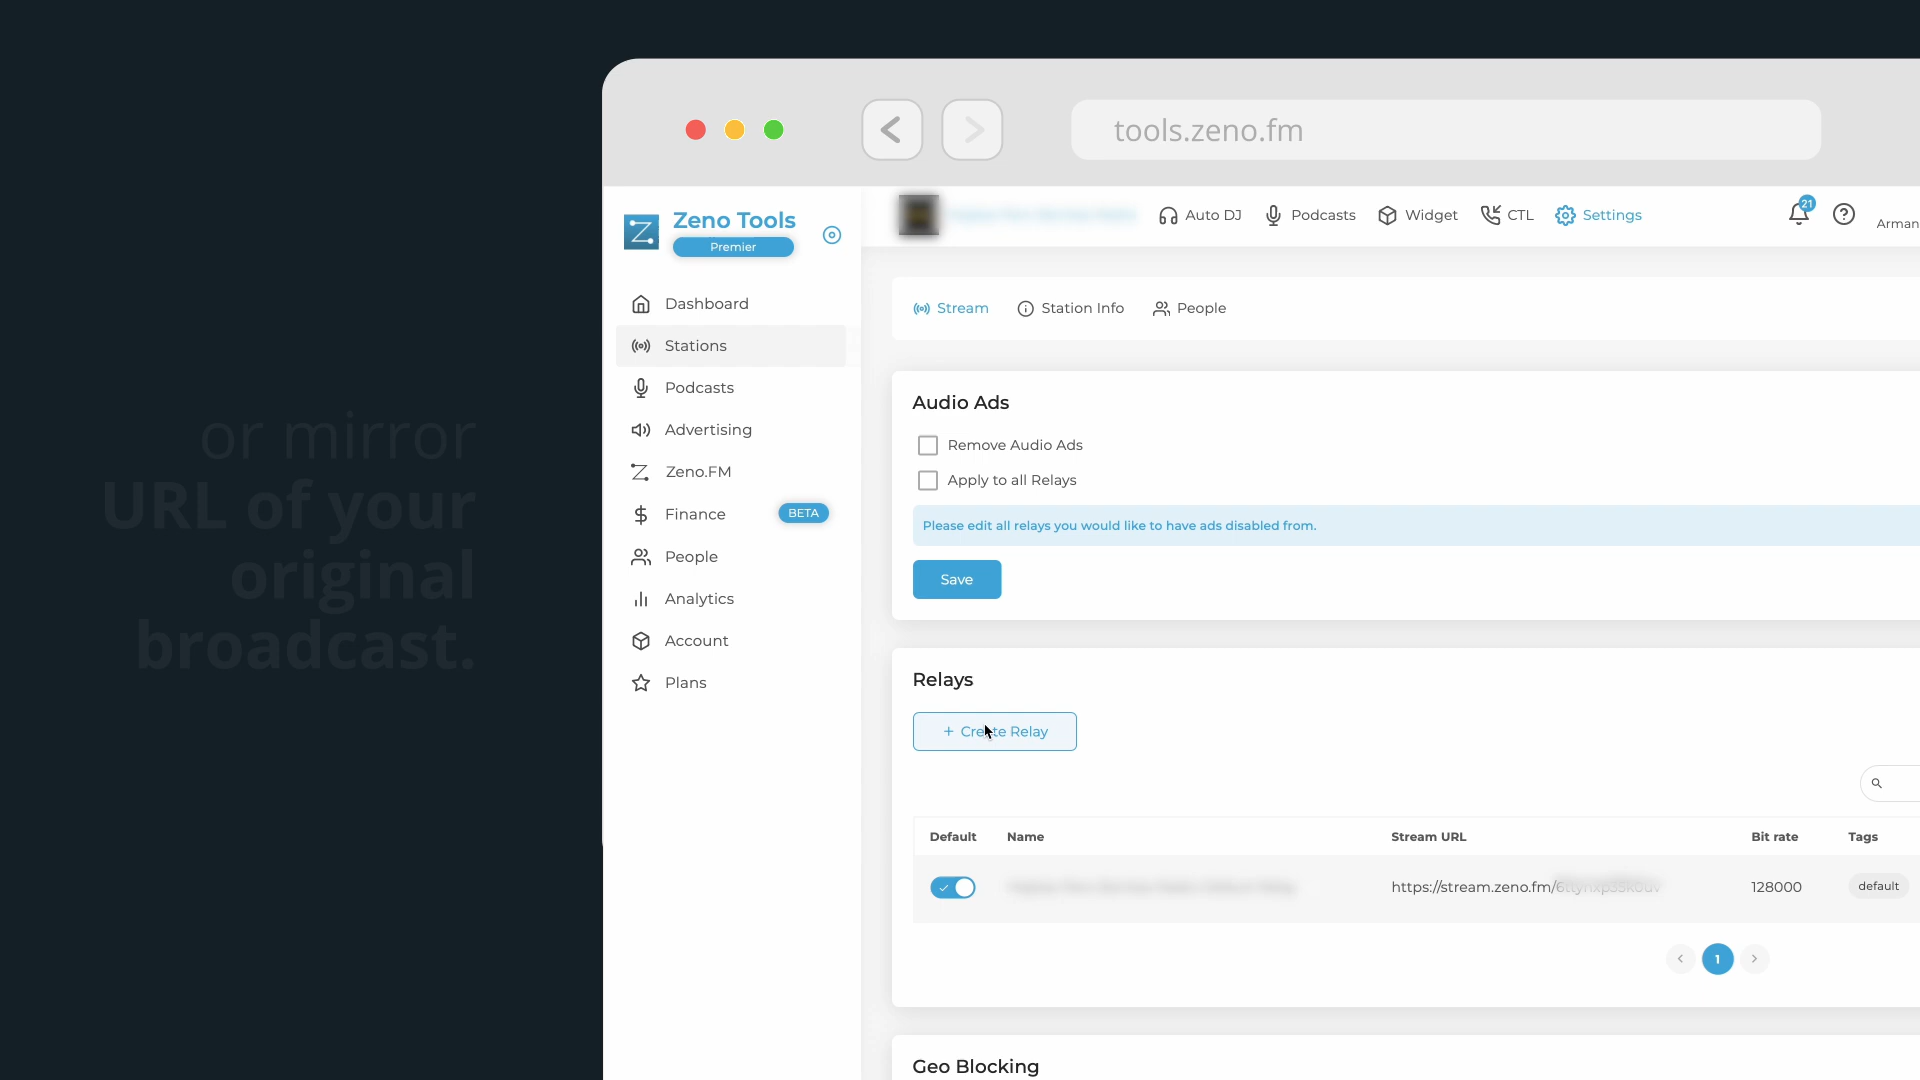 or mirror
URL of your
original
broadcast.
tools.zeno.fm
Zeno Tools
Premier
Auto DJ
Podcasts
Widget
CTL
Settings
21
Arman
Dashboard
Stations
Podcasts
Advertising
Zeno.FM
Finance
BETA
People
Analytics
Account
Plans
Stream
Station Info
People
Audio Ads
Remove Audio Ads
Apply to all Relays
Please edit all relays you would like to have ads disabled from.
Save
Relays
+ Create Relay
Default Name Stream URL Bit rate Tags
https://stream.zeno.fm/ 128000 default
1
Geo Blocking